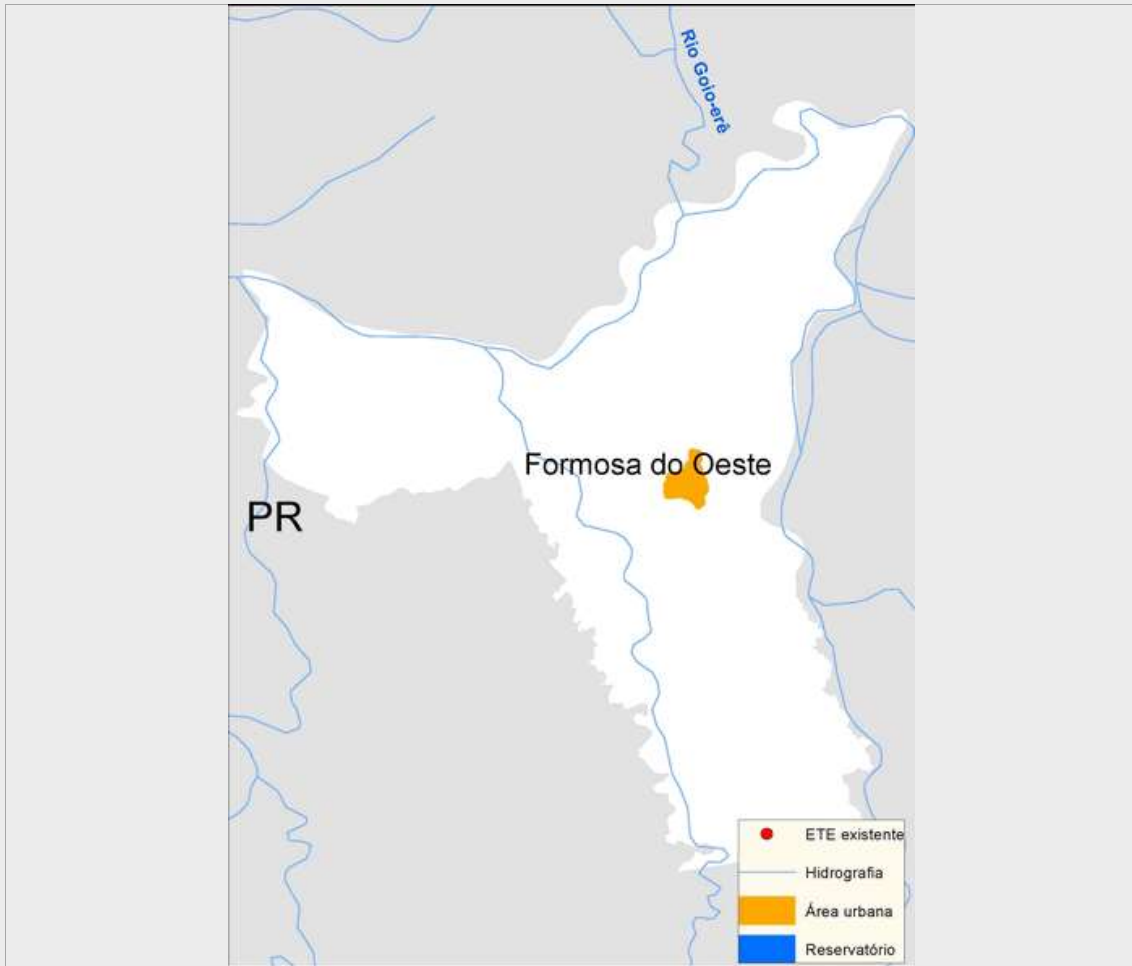 Rio Goio-erê
Formosa do Oeste
PR
ETE existente
Hidrografia
Área urbana
Reservatório